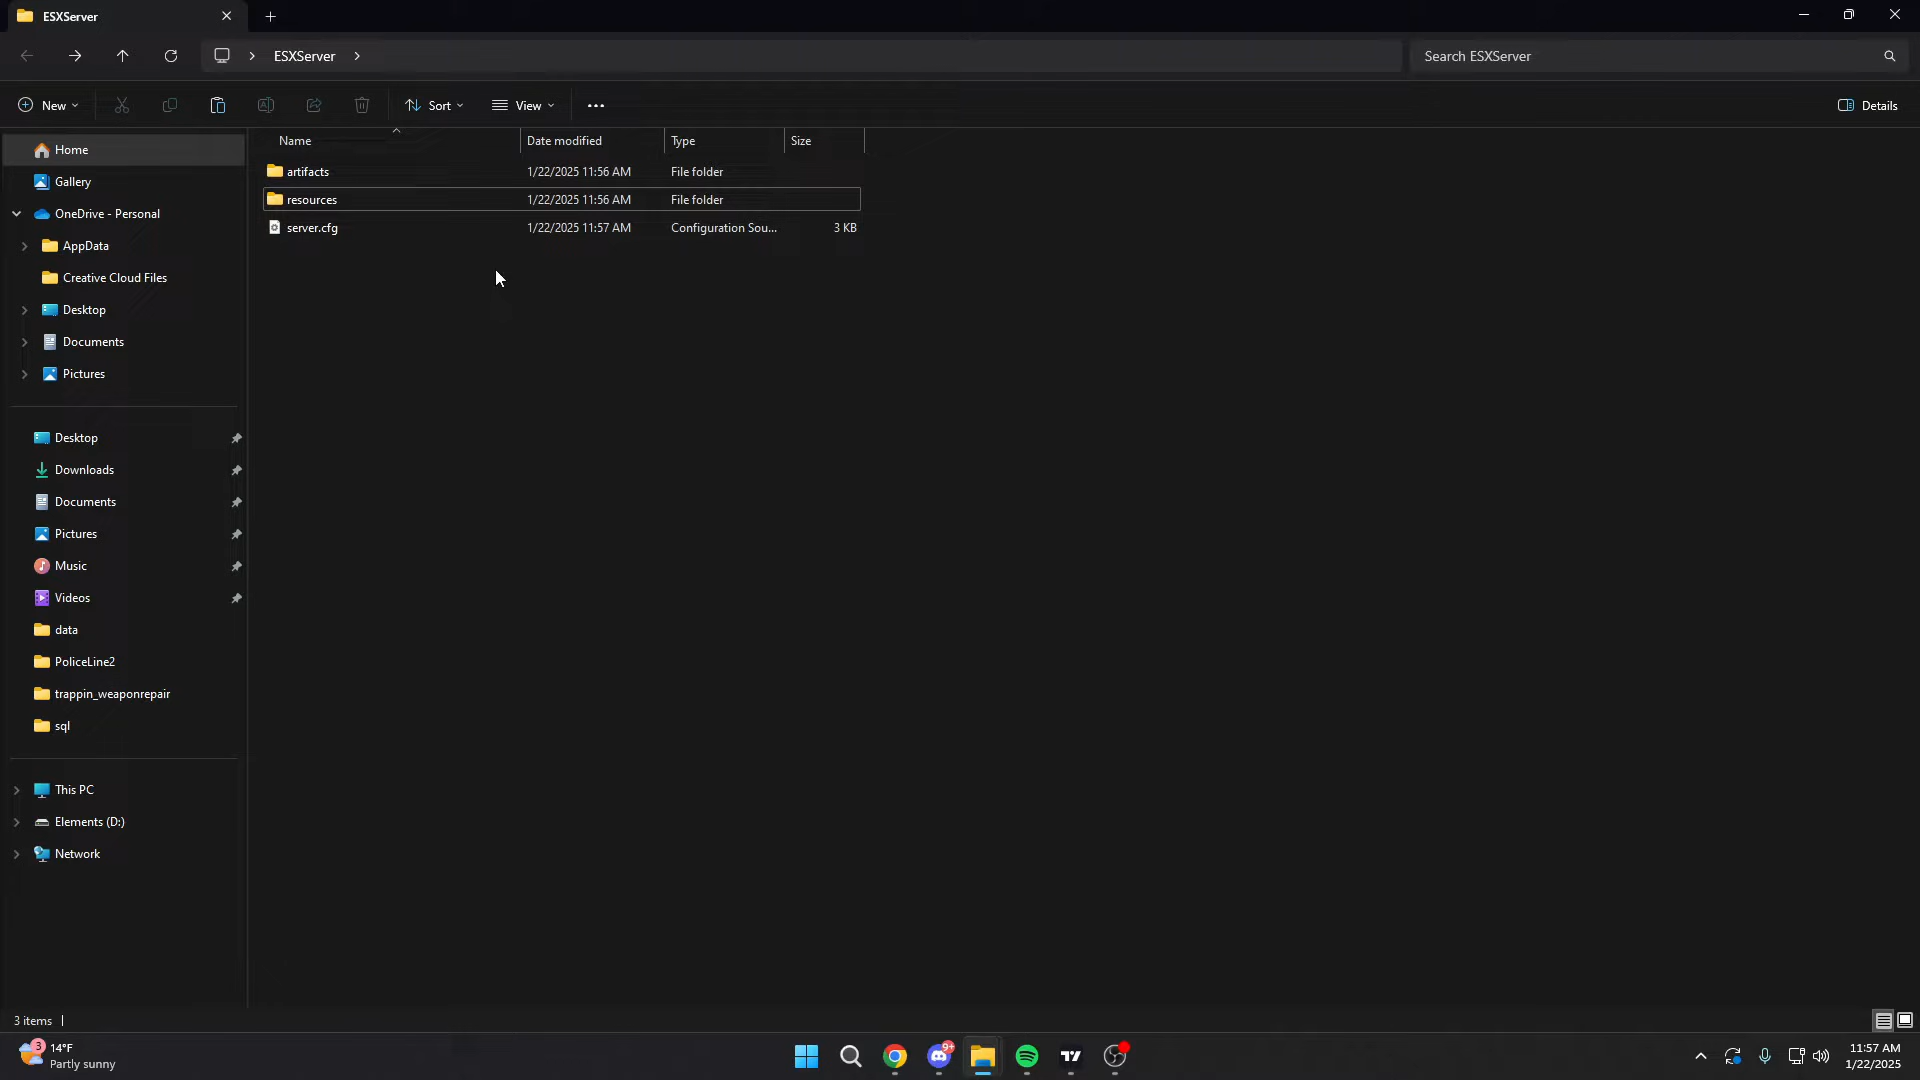 ESXServer
ESXServer
Search ESXServer
New
Sort
View
Details
Name
Date modified
Type
Size
Home
Gallery
OneDrive - Personal
AppData
Creative Cloud Files
Desktop
Documents
Pictures
artifacts 1/22/2025 11:56 AM File folder
resources 1/22/2025 11:56 AM File folder
server.cfg 1/22/2025 11:57 AM Configuration Sou... 3 KB
Desktop
Downloads
Documents
Pictures
Music
Videos
data
PoliceLine2
trappin_weaponrepair
sql
This PC
Elements (D:)
Network
3 items
3
14°F
Partly sunny
9+
11:57 AM
1/22/2025